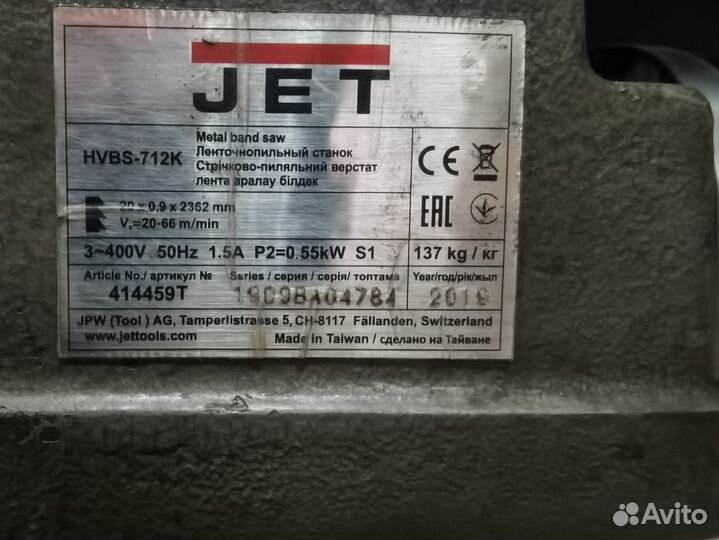 JET
HVBS-712K
Metal band saw
Ленточнопильный станок
Стрічково-пиляльний верстат
лента аралау білдек
CE
EAC
20 x 0,9 x 2362 mm
V₀=20-66 m/min
3~400V 50Hz 1.5A P2=0,55kW S1
137 kg / кг
Article No./ артикул №
414459T
Series / серия / серія/ топтама
1909BA04784
Year/год/рік/жыл
2019
JPW (Tool ) AG, Tamperlistrasse 5, CH-8117 Fällanden, Switzerland
www.jettools.com
Made in Taiwan / сделано на Тайване
Avito